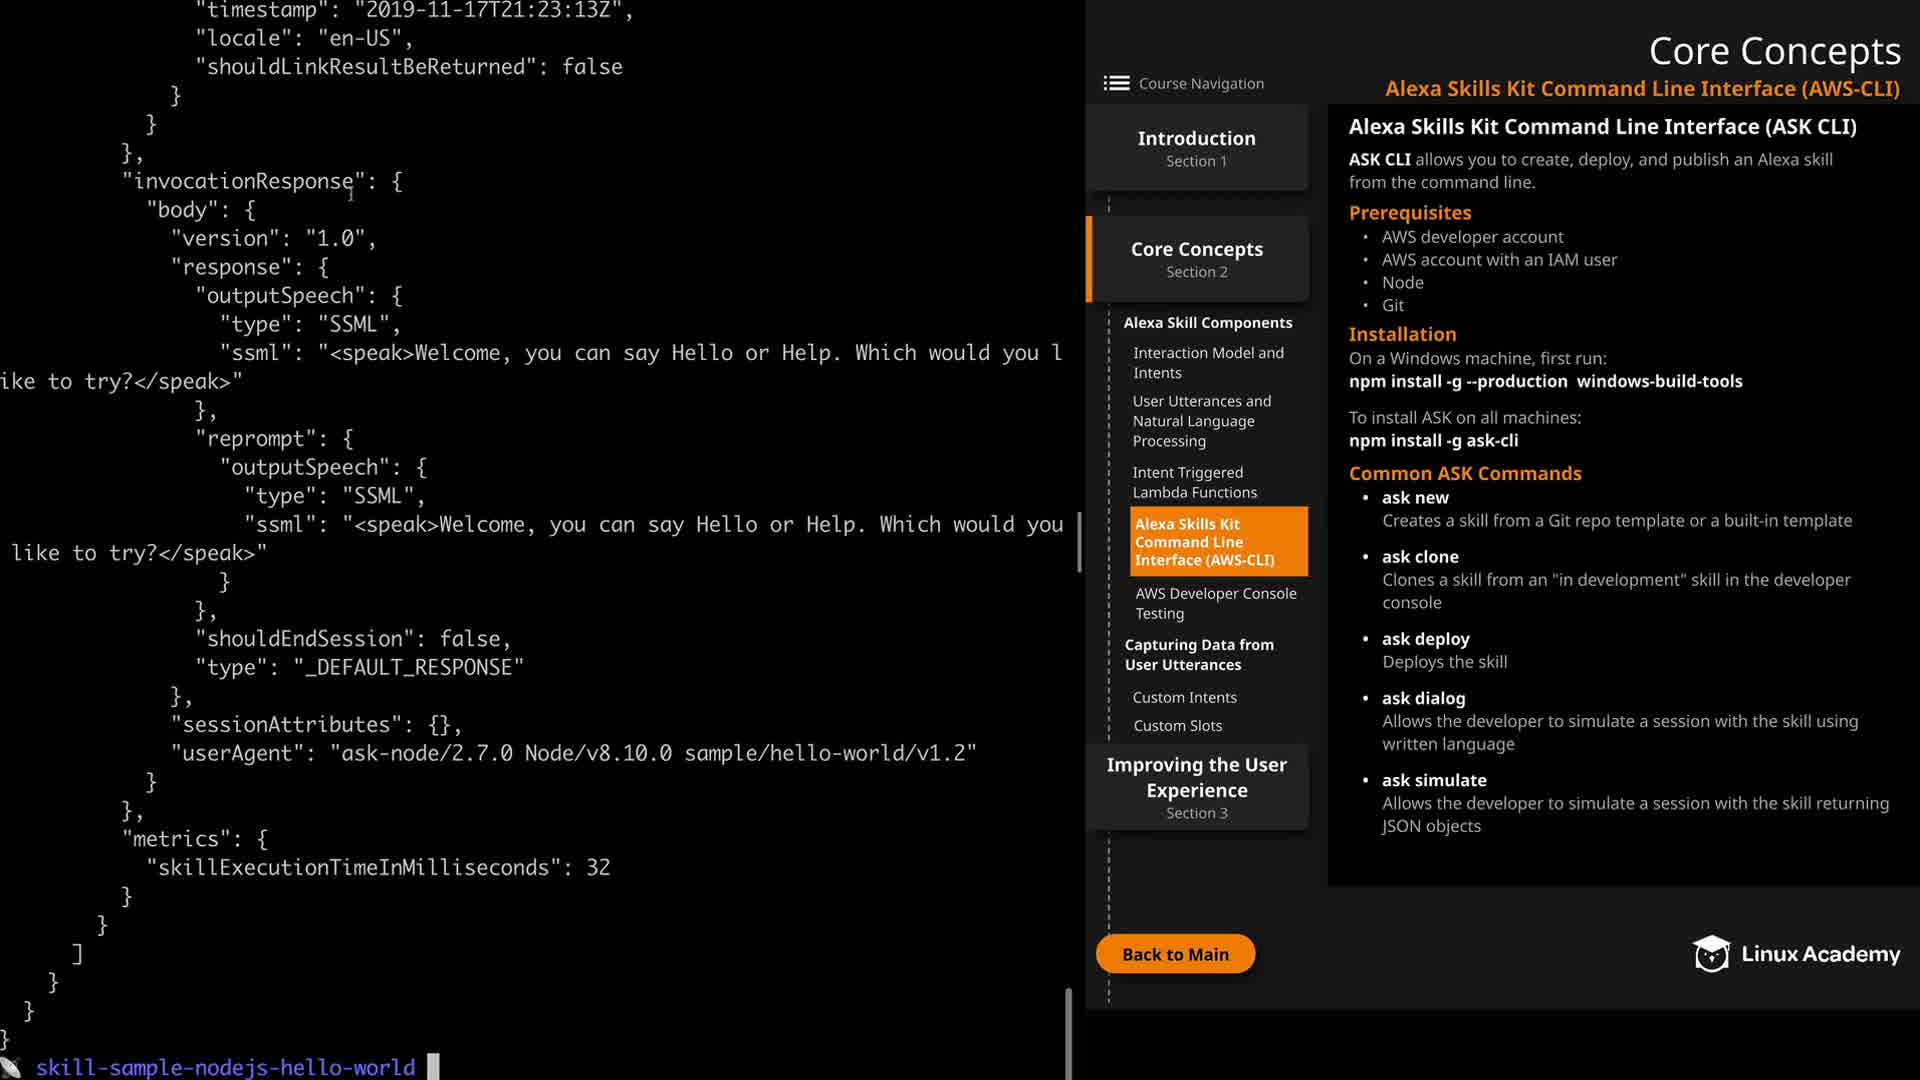 "timestamp": "2019-11-17T21:23:13Z",
"locale": "en-US",
"shouldLinkResultBeReturned": false
}
}
},
"invocationResponse": {
"body": {
"version": "1.0",
"response": {
"outputSpeech": {
"type": "SSML",
"ssml": "<speak>Welcome, you can say Hello or Help. Which would you l
ike to try?</speak>"
},
"reprompt": {
"outputSpeech": {
"type": "SSML",
"ssml": "<speak>Welcome, you can say Hello or Help. Which would you
like to try?</speak>"
}
},
"shouldEndSession": false,
"type": "_DEFAULT_RESPONSE"
},
"sessionAttributes": {},
"userAgent": "ask-node/2.7.0 Node/v8.10.0 sample/hello-world/v1.2"
}
},
"metrics": {
"skillExecutionTimeInMilliseconds": 32
}
}
]
}
}
}
skill-sample-nodejs-hello-world
Core Concepts
Alexa Skills Kit Command Line Interface (AWS-CLI)
Course Navigation
Introduction
Section 1
Core Concepts
Section 2
Alexa Skill Components
Interaction Model and
Intents
User Utterances and
Natural Language
Processing
Intent Triggered
Lambda Functions
Alexa Skills Kit
Command Line
Interface (AWS-CLI)
AWS Developer Console
Testing
Capturing Data from
User Utterances
Custom Intents
Custom Slots
Improving the User
Experience
Section 3
Back to Main
Alexa Skills Kit Command Line Interface (ASK CLI)
ASK CLI allows you to create, deploy, and publish an Alexa skill
from the command line.
Prerequisites
• AWS developer account
• AWS account with an IAM user
• Node
• Git
Installation
On a Windows machine, first run:
npm install -g --production windows-build-tools
To install ASK on all machines:
npm install -g ask-cli
Common ASK Commands
• ask new
Creates a skill from a Git repo template or a built-in template
• ask clone
Clones a skill from an "in development" skill in the developer
console
• ask deploy
Deploys the skill
• ask dialog
Allows the developer to simulate a session with the skill using
written language
• ask simulate
Allows the developer to simulate a session with the skill returning
JSON objects
Linux Academy